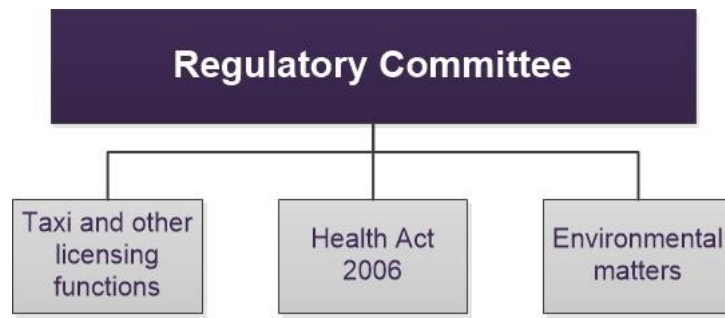 Regulatory Committee
Taxi and other
licensing
functions
Health Act
2006
Environmental
matters